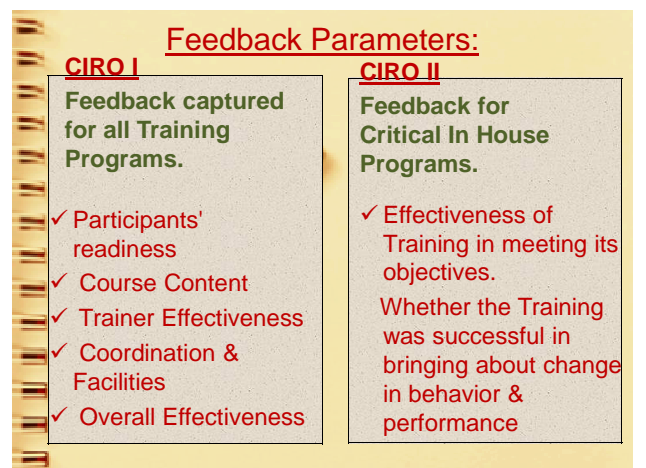 Feedback Parameters:
CIRO I
Feedback captured
for all Training
Programs.
✓ Participants'
readiness
✓ Course Content
✓ Trainer Effectiveness
✓ Coordination &
Facilities
✓ Overall Effectiveness
CIRO II
Feedback for
Critical In House
Programs.
✓ Effectiveness of
Training in meeting its
objectives.
Whether the Training
was successful in
bringing about change
in behavior &
performance